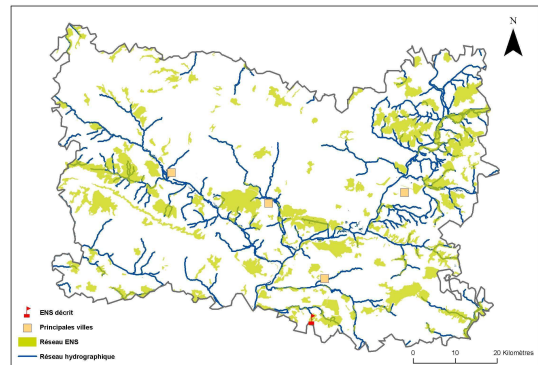 N
ENS décrit
Principales villes
Réseau ENS
Réseau hydrographique
0 10 20 Kilomètres